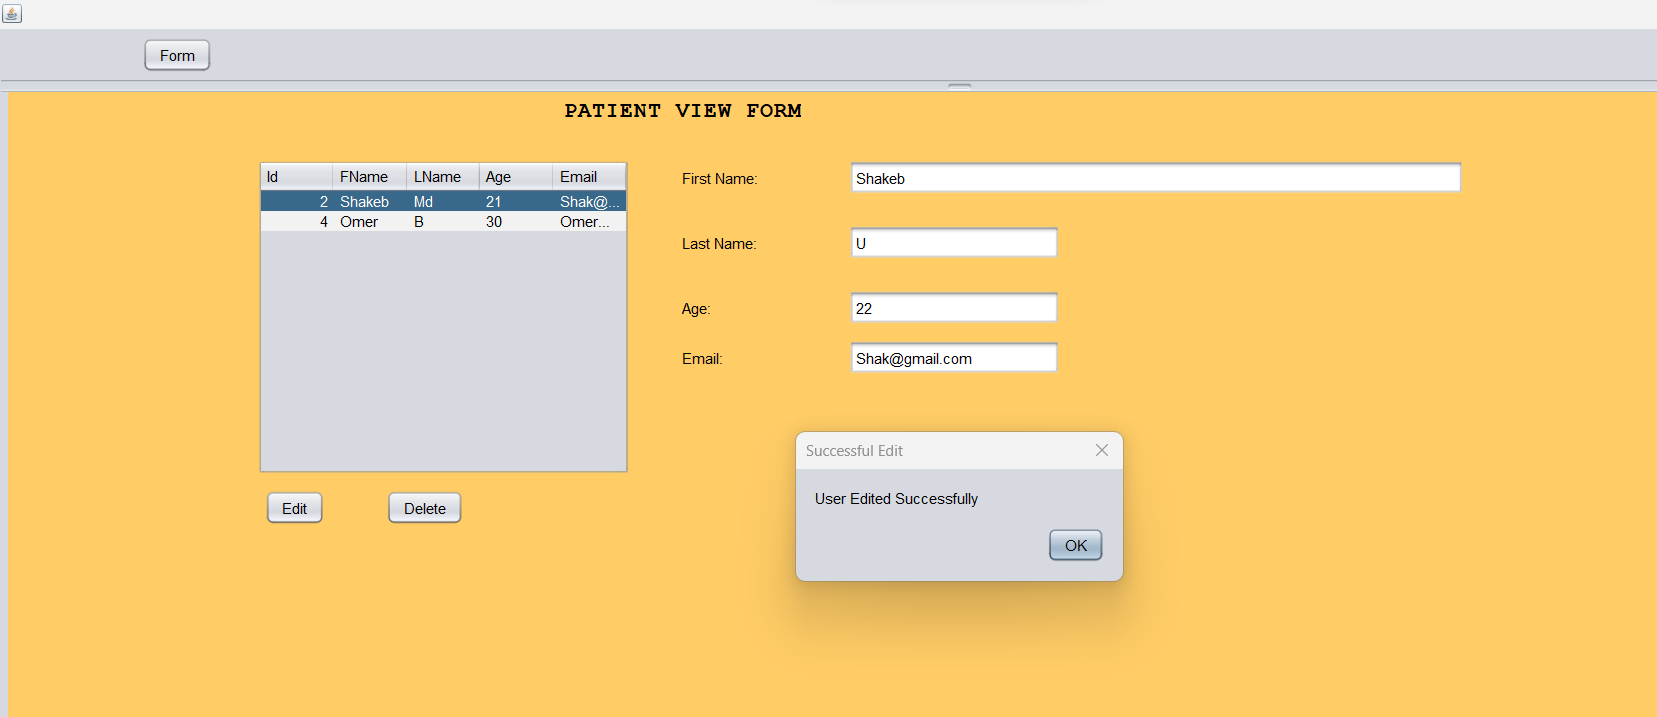 Form
PATIENT VIEW FORM
Id FName LName Age Email
2 Shakeb Md 21 Shak@...
4 Omer B 30 Omer...
Edit Delete
First Name: Shakeb
Last Name: U
Age: 22
Email: Shak@gmail.com
Successful Edit
User Edited Successfully
OK